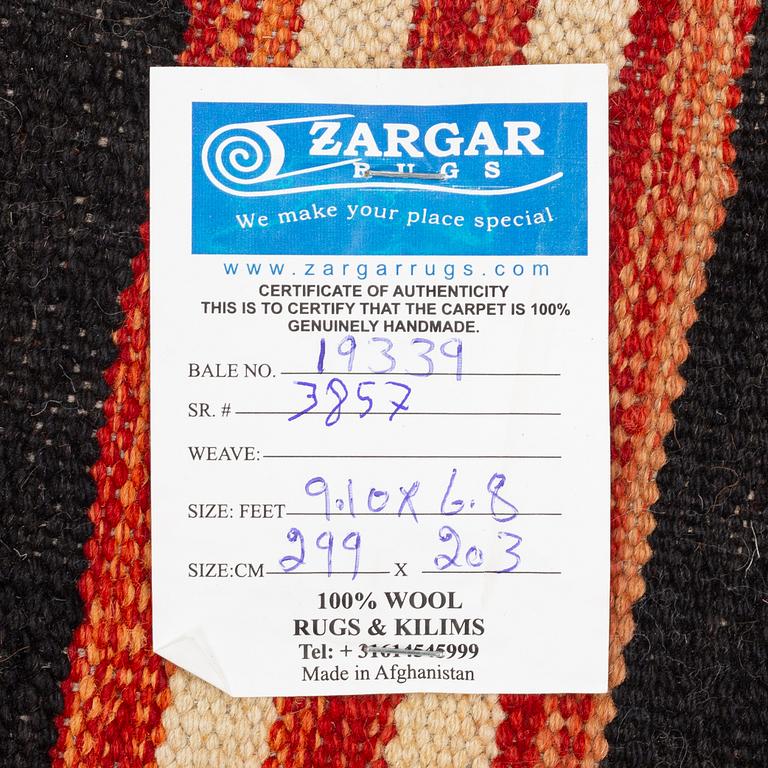 ZARGAR
RUGS
We make your place special
www.zargarrugs.com
CERTIFICATE OF AUTHENTICITY
THIS IS TO CERTIFY THAT THE CARPET IS 100%
GENUINELY HANDMADE.
BALE NO. 19339
SR. # 3857
WEAVE:
SIZE: FEET 9.10 X 6.8
SIZE:CM 299 X 203
100% WOOL
RUGS & KILIMS
Tel: + 31614545999
Made in Afghanistan